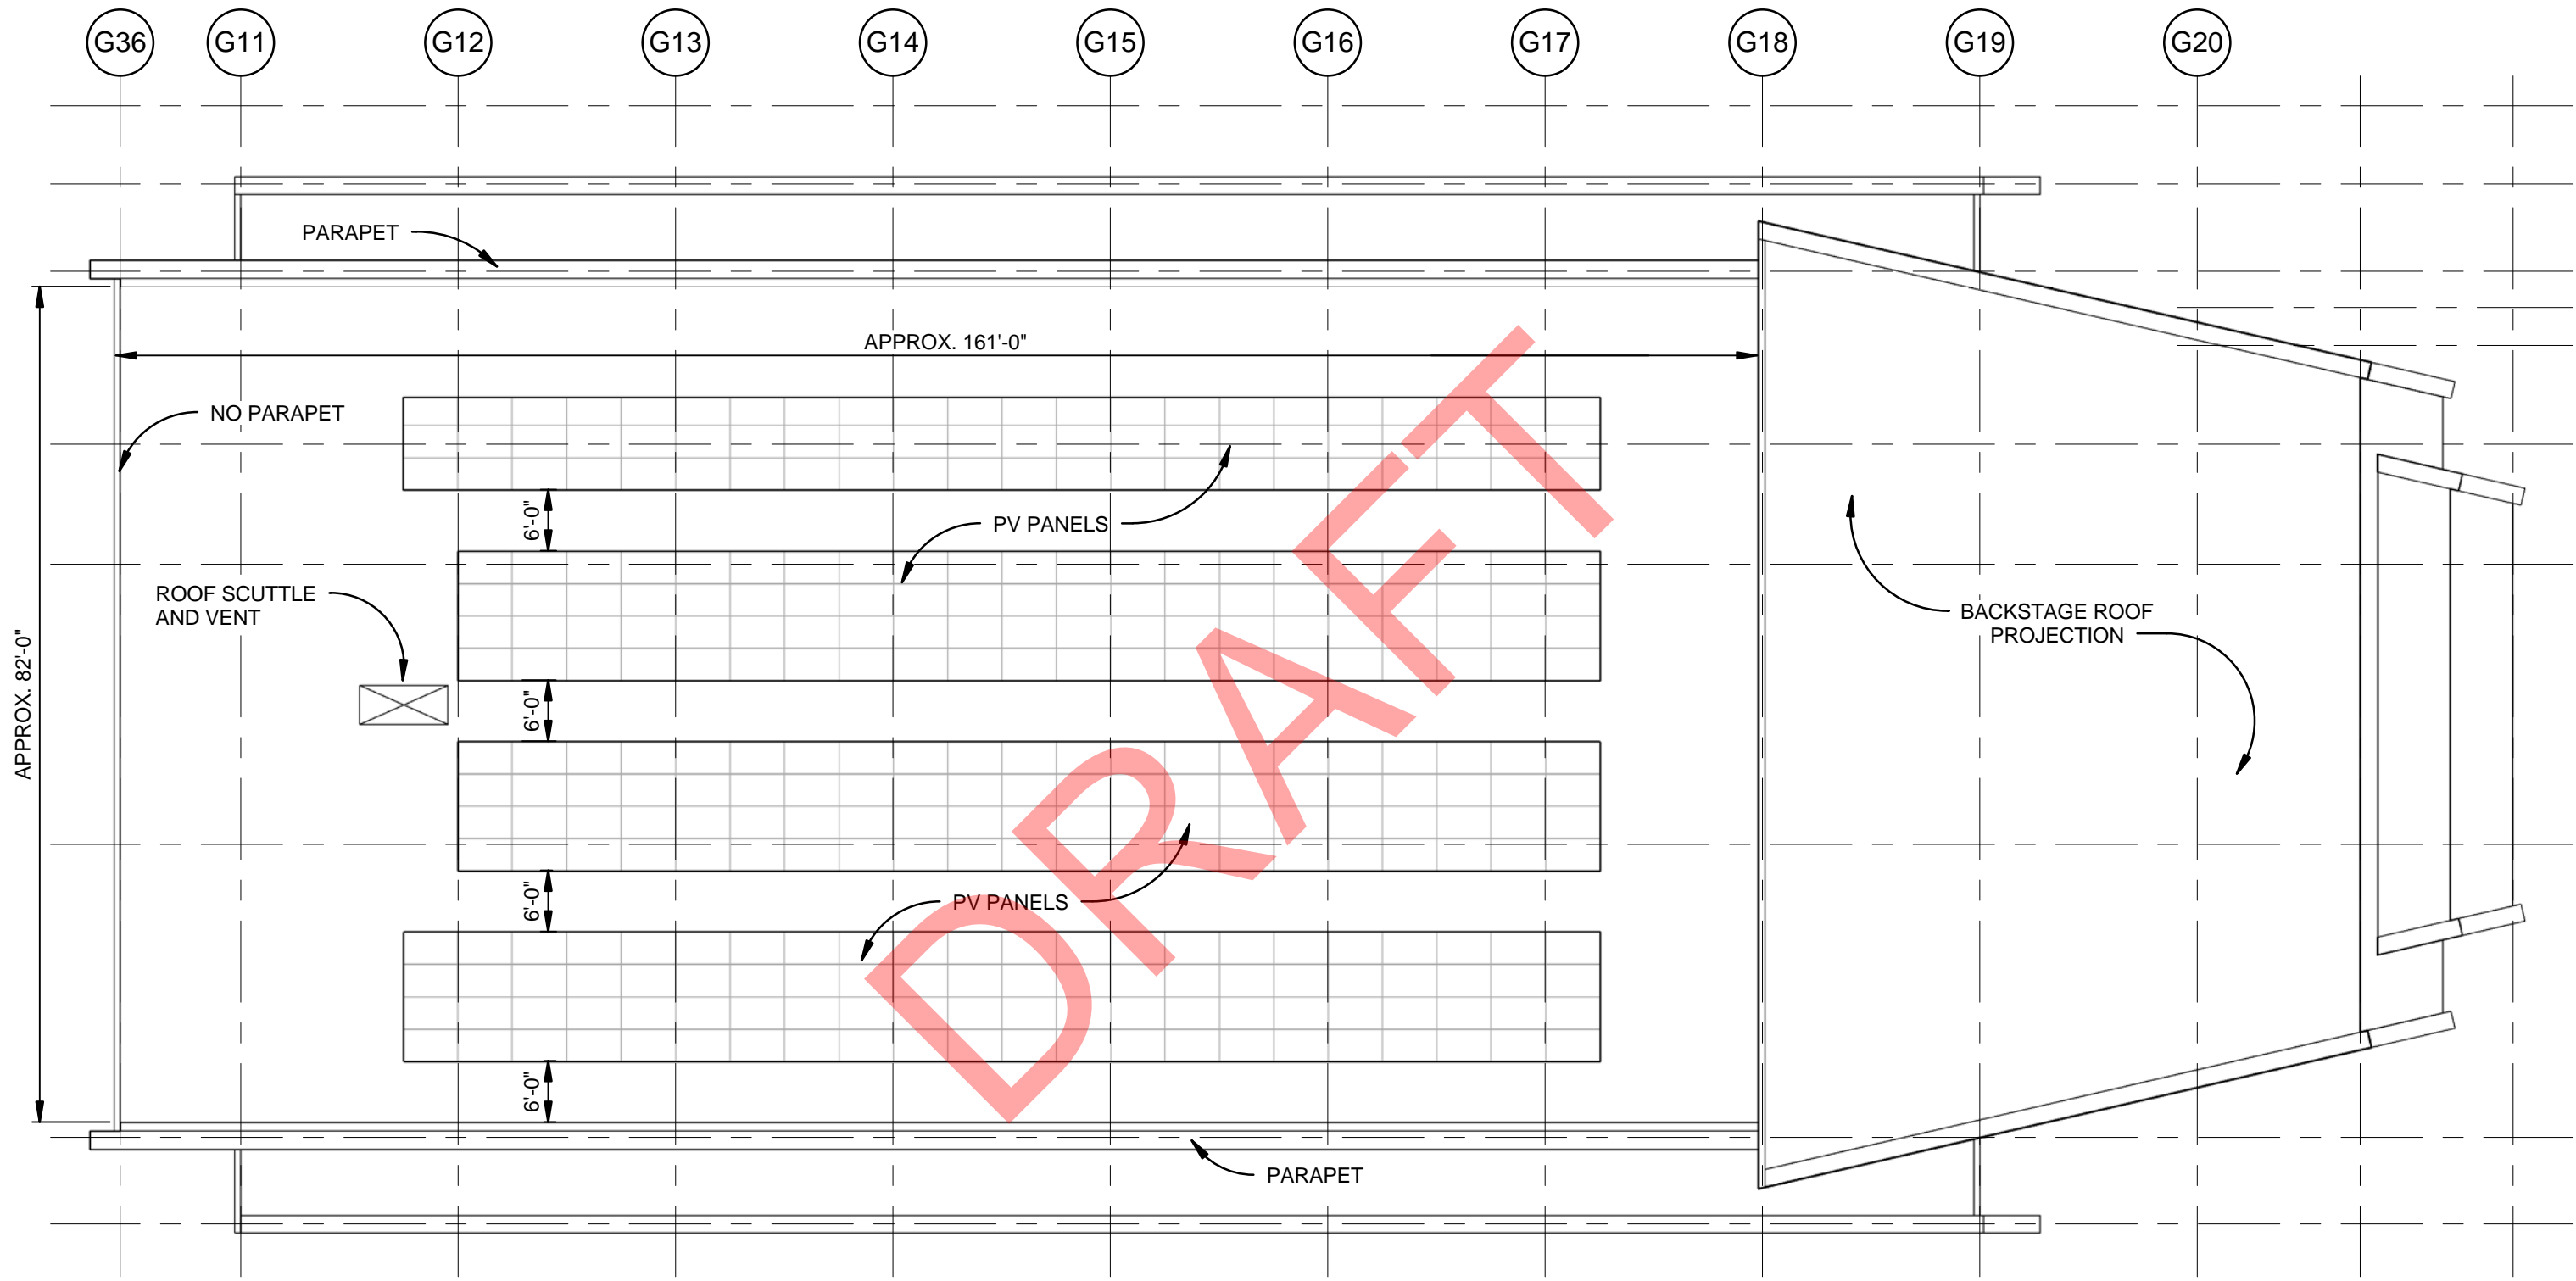 G36 G11 G12 G13 G14 G15 G16 G17 G18 G19 G20
PARAPET
APPROX. 161'-0"
NO PARAPET
6'-0"
PV PANELS
ROOF SCUTTLE
AND VENT
BACKSTAGE ROOF
PROJECTION
APPROX. 82'-0"
6'-0"
6'-0"
PV PANELS
6'-0"
PARAPET
DRAFT